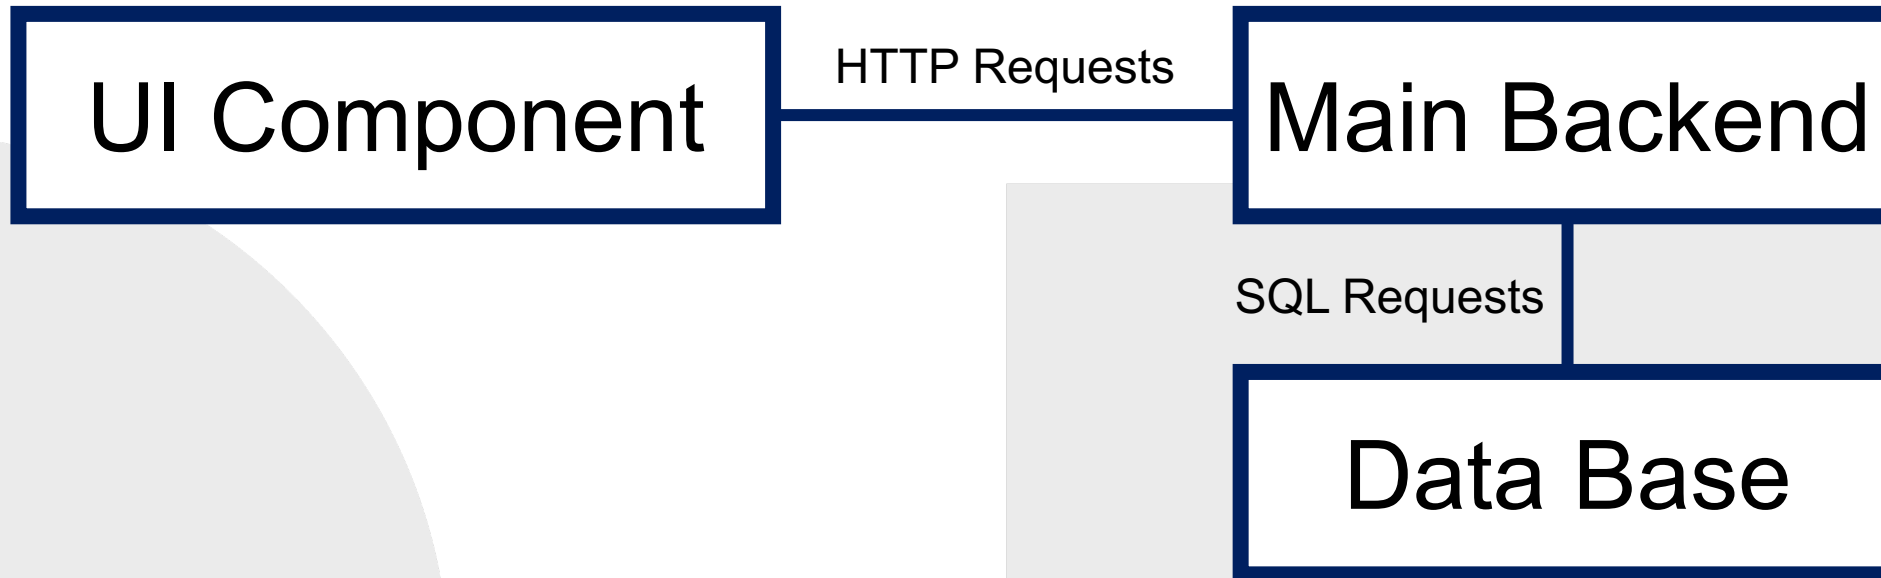 UI Component
HTTP Requests
Main Backend
SQL Requests
Data Base